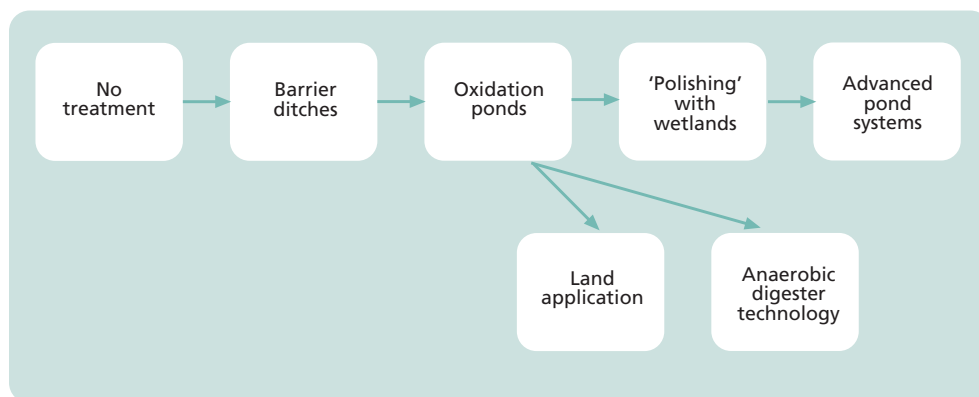 No
treatment
Barrier
ditches
Oxidation
ponds
'Polishing'
with
wetlands
Advanced
pond
systems
Land
application
Anaerobic
digester
technology